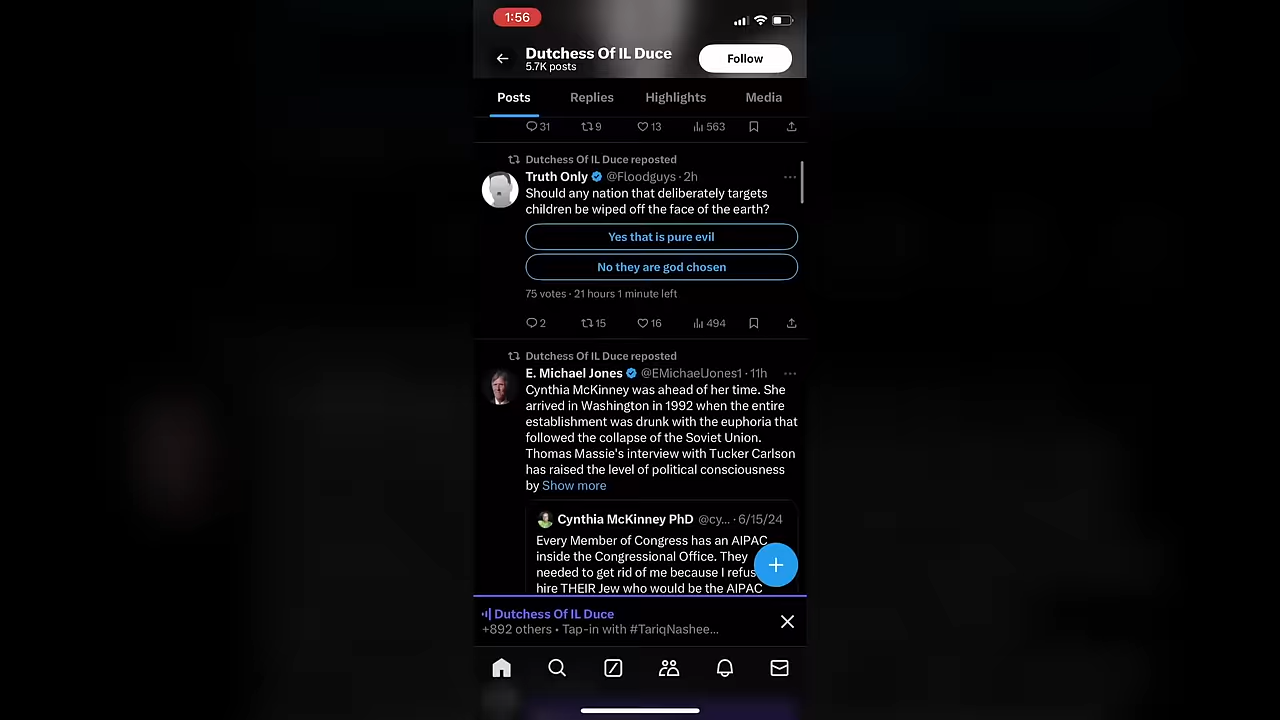 1:56
Dutchess Of IL Duce
5.7K posts
Follow
Posts Replies Highlights Media
31 9 13 563
Dutchess Of IL Duce reposted
Truth Only @Floodguys · 2h
Should any nation that deliberately targets
children be wiped off the face of the earth?
Yes that is pure evil
No they are god chosen
75 votes · 21 hours 1 minute left
2 15 16 494
Dutchess Of IL Duce reposted
E. Michael Jones @EMichaelJones1 · 11h
Cynthia McKinney was ahead of her time. She
arrived in Washington in 1992 when the entire
establishment was drunk with the euphoria that
followed the collapse of the Soviet Union.
Thomas Massie's interview with Tucker Carlson
has raised the level of political consciousness
by Show more
Cynthia McKinney PhD @cy... · 6/15/24
Every Member of Congress has an AIPAC
inside the Congressional Office. They
needed to get rid of me because I
hire THEIR Jew who would be the AIPAC
Dutchess Of IL Duce
+892 others • Tap-in with #TariqNashee...